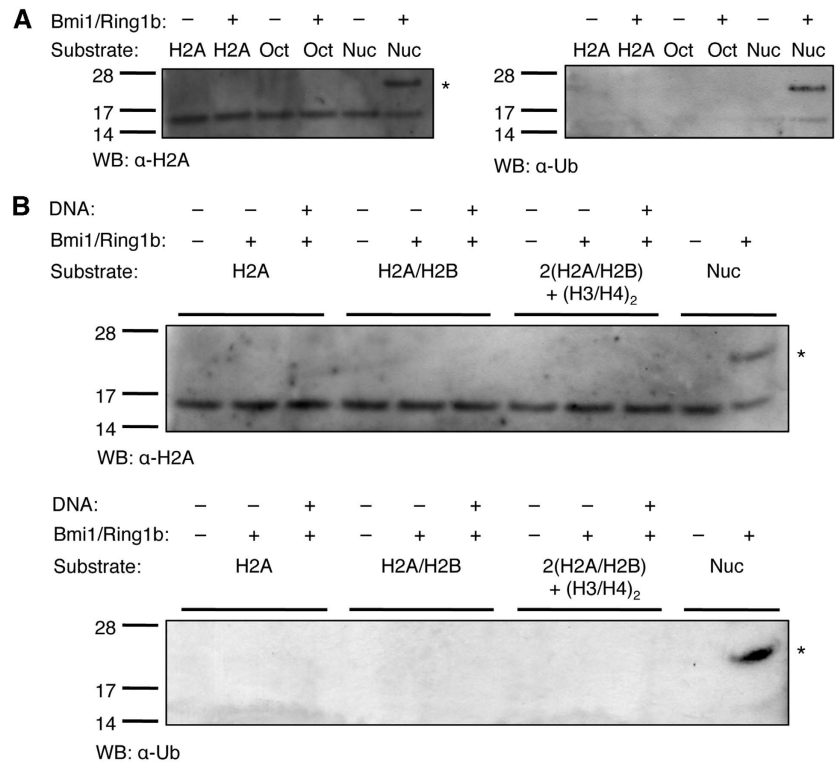 A
Bmi1/Ring1b: – + – + – +
Substrate: H2A H2A Oct Oct Nuc Nuc
28
*
17
14
WB: α-H2A
– + – + – +
H2A H2A Oct Oct Nuc Nuc
28
17
14
WB: α-Ub
B
DNA: – – + – – + – – +
Bmi1/Ring1b: – + + – + + – + + – +
Substrate: H2A H2A/H2B 2(H2A/H2B) Nuc
+ (H3/H4)2
28
*
17
14
WB: α-H2A
DNA: – – + – – + – – +
Bmi1/Ring1b: – + + – + + – + + – +
Substrate: H2A H2A/H2B 2(H2A/H2B) Nuc
+ (H3/H4)2
28
*
17
14
WB: α-Ub